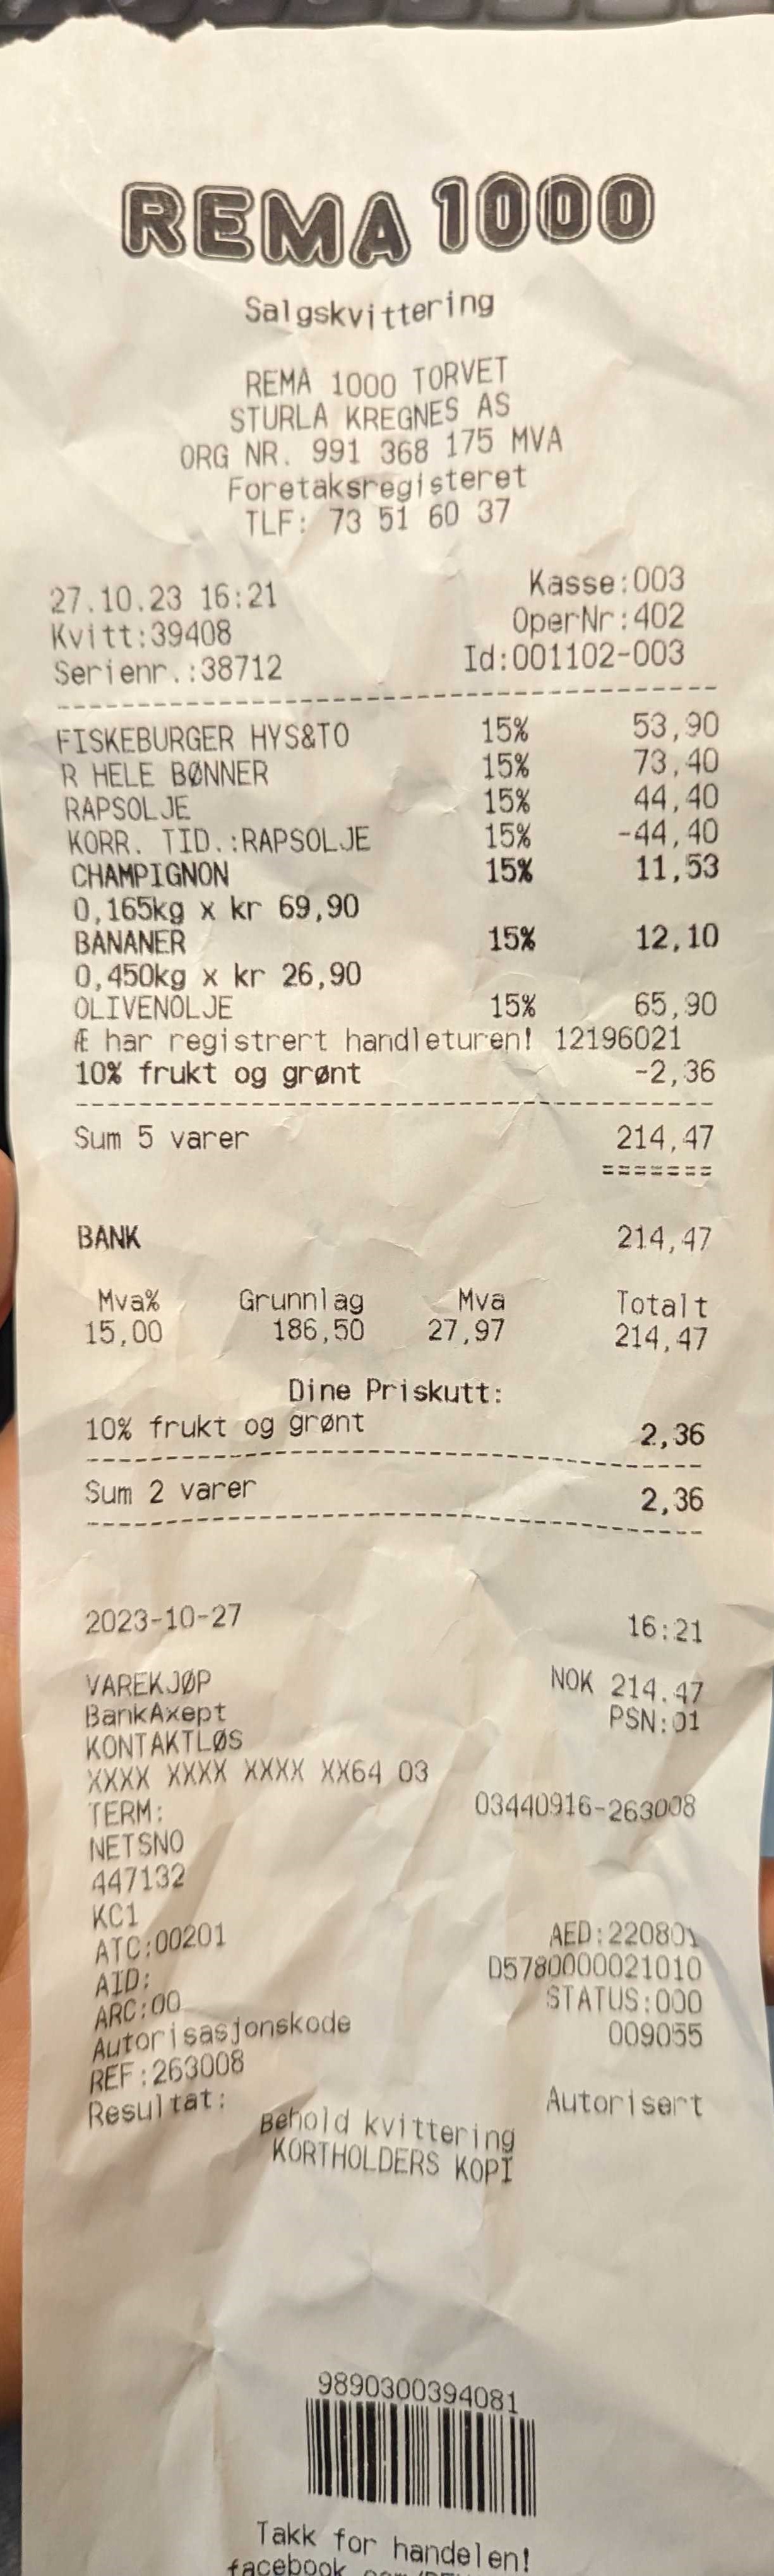 REMA 1000
Salgskvittering
REMA 1000 TORVET
STURLA KREGNES AS
ORG NR. 991 368 175 MVA
Foretaksregisteret
TLF: 73 51 60 37
27.10.23 16:21 Kasse:003
Kvitt:39408 OperNr:402
Serienr.:38712 Id:001102-003
FISKEBURGER HYS&TO 15% 53,90
R HELE BØNNER 15% 73,40
RAPSOLJE 15% 44,40
KORR. TID.:RAPSOLJE 15% -44,40
CHAMPIGNON 15% 11,53
0,165kg x kr 69,90
BANANER 15% 12,10
0,450kg x kr 26,90
OLIVENOLJE 15% 65,90
Æ har registrert handleturen! 12196021
10% frukt og grønt -2,36
Sum 5 varer 214,47
=======
BANK 214,47
Mva% Grunnlag Mva Totalt
15,00 186,50 27,97 214,47
Dine Priskutt:
10% frukt og grønt 2,36
Sum 2 varer 2,36
2023-10-27 16:21
VAREKJØP NOK 214.47
BankAxept PSN:01
KONTAKTLØS
XXXX XXXX XXXX XX64 03
TERM: 03440916-263008
NETSNO
447132
KC1
ATC:00201 AED:220801
AID: D5780000021010
ARC:00 STATUS:000
Autorisasjonskode 009055
REF:263008
Resultat: Autorisert
Behold kvittering
KORTHOLDERS KOPI
9890300394081
Takk for handelen!
facebook